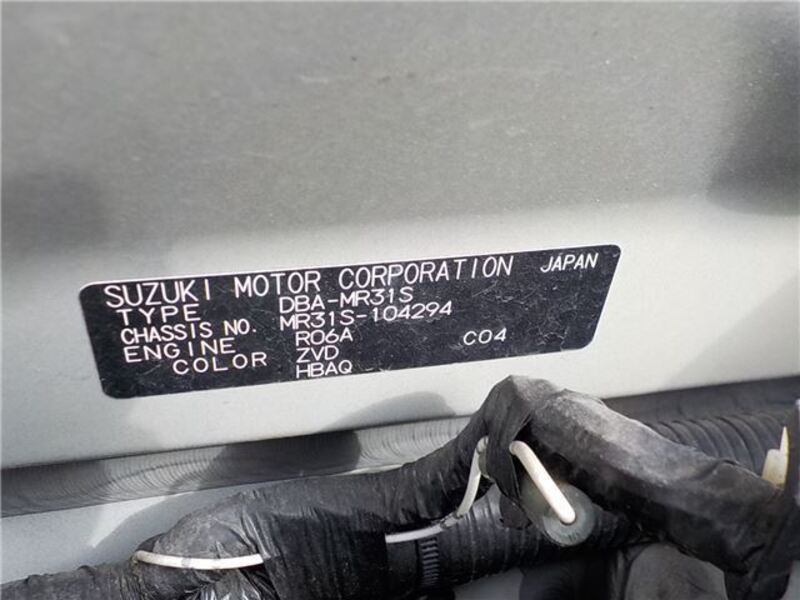 SUZUKI MOTOR CORPORATION JAPAN
TYPE DBA-MR31S
CHASSIS NO. MR31S-104294
ENGINE R06A C04
COLOR ZVD
HBAQ